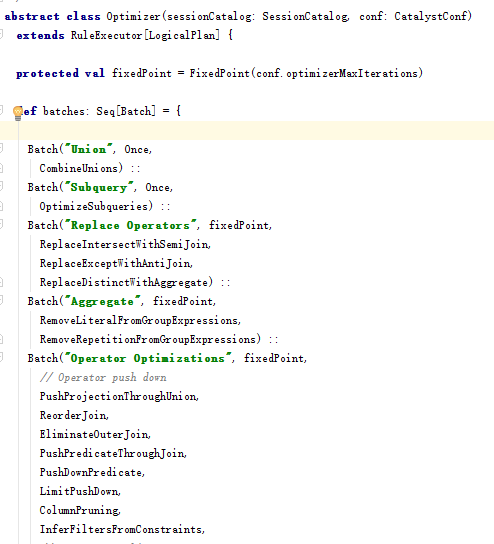 abstract class Optimizer(sessionCatalog: SessionCatalog, conf: CatalystConf)
  extends RuleExecutor[LogicalPlan] {
  protected val fixedPoint = FixedPoint(conf.optimizerMaxIterations)
  ef batches: Seq[Batch] = {
    Batch("Union", Once,
      CombineUnions) ::
    Batch("Subquery", Once,
      OptimizeSubqueries) ::
    Batch("Replace Operators", fixedPoint,
      ReplaceIntersectWithSemiJoin,
      ReplaceExceptWithAntiJoin,
      ReplaceDistinctWithAggregate) ::
    Batch("Aggregate", fixedPoint,
      RemoveLiteralFromGroupExpressions,
      RemoveRepetitionFromGroupExpressions) ::
    Batch("Operator Optimizations", fixedPoint,
      // Operator push down
      PushProjectionThroughUnion,
      ReorderJoin,
      EliminateOuterJoin,
      PushPredicateThroughJoin,
      PushDownPredicate,
      LimitPushDown,
      ColumnPruning,
      InferFiltersFromConstraints,